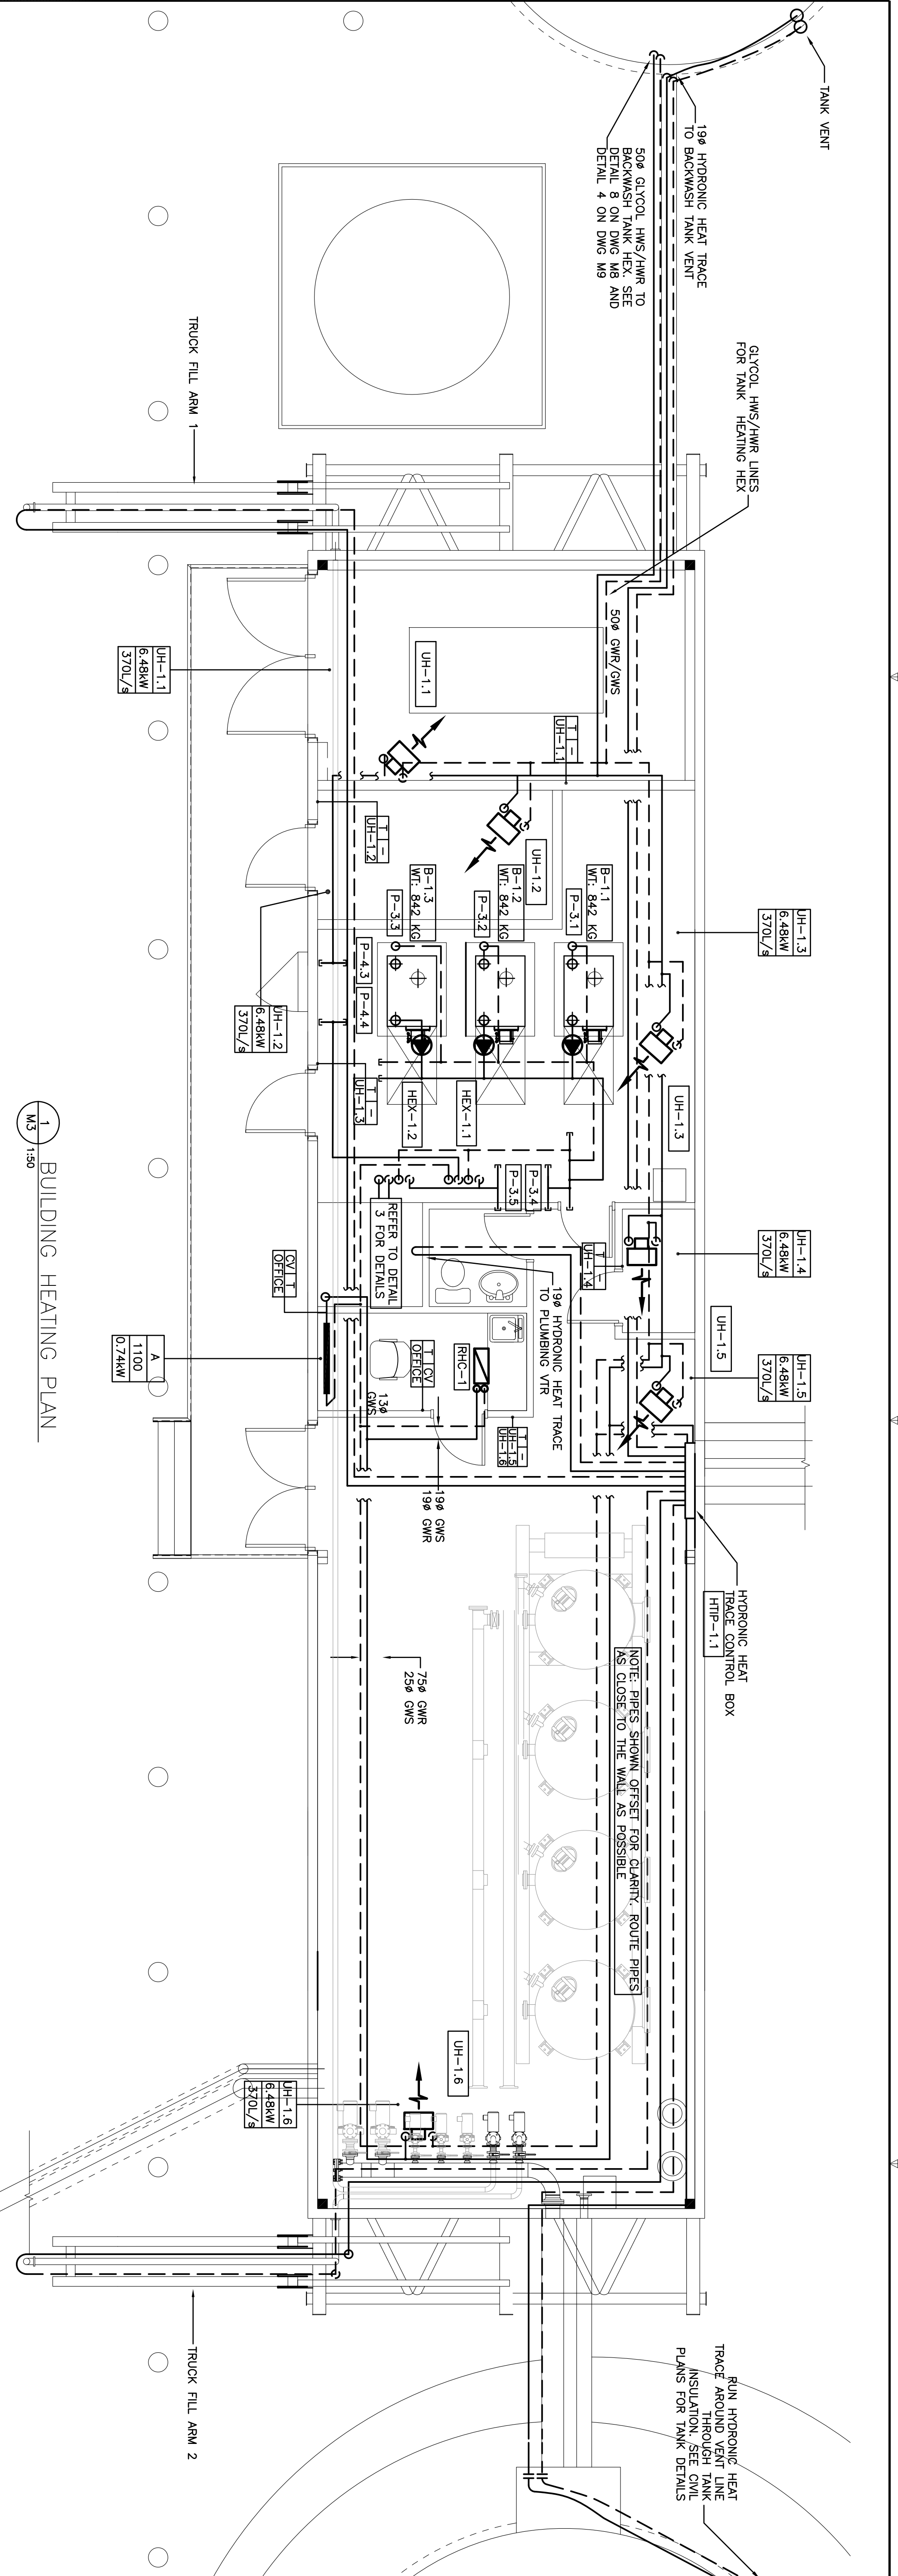 TANK VENT
19ø HYDRONIC HEAT TRACE
TO BACKWASH TANK VENT
50ø GLYCOL HWS/HWR TO
BACKWASH TANK HEX. SEE
DETAIL 8 ON DWG M8 AND
DETAIL 4 ON DWG M9
GLYCOL HWS/HWR LINES
FOR TANK HEATING HEX
TRUCK FILL ARM 1
50ø GWR/GWS
UH-1.1
UH-1.1
6.48kW
370L/s
T -
UH-1.1
T -
UH-1.2
UH-1.2
B-1.1
WT: 842 KG
P-3.1
B-1.2
WT: 842 KG
P-3.2
B-1.3
WT: 842 KG
P-3.3
P-4.3
P-4.4
UH-1.2
6.48kW
370L/s
UH-1.3
6.48kW
370L/s
UH-1.3
T -
UH-1.3
HEX-1.1
HEX-1.2
P-3.4
P-3.5
REFER TO DETAIL
3 FOR DETAILS
UH-1.4
6.48kW
370L/s
T -
UH-1.4
19ø HYDRONIC HEAT TRACE
TO PLUMBING VTR
CV T
OFFICE
A
1100
0.74kW
T CV
OFFICE
RHC-1
13ø
GWS
UH-1.5
UH-1.5
6.48kW
370L/s
T -
UH-1.5
UH-1.6
19ø GWS
19ø GWR
HYDRONIC HEAT
TRACE CONTROL BOX
HTIP-1.1
75ø GWR
25ø GWS
NOTE: PIPES SHOWN OFFSET FOR CLARITY. ROUTE PIPES
AS CLOSE TO THE WALL AS POSSIBLE
UH-1.6
UH-1.6
6.48kW
370L/s
TRUCK FILL ARM 2
RUN HYDRONIC HEAT
TRACE AROUND VENT LINE
THROUGH TANK
INSULATION. SEE CIVIL
PLANS FOR TANK DETAILS
1
M3
BUILDING HEATING PLAN
1:50